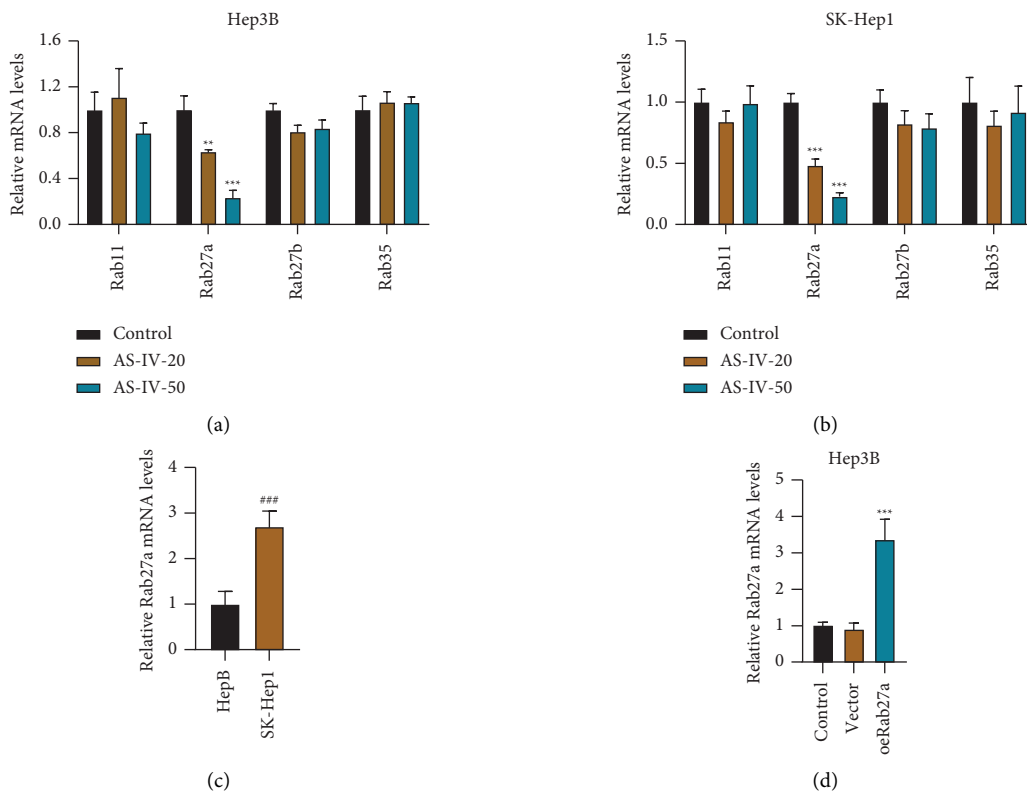 Hep3B
Relative mRNA levels
1.6
1.2
0.8
0.4
0.0
**
***
Rab11
Rab27a
Rab27b
Rab35
Control
AS-IV-20
AS-IV-50
(a)
SK-Hep1
Relative mRNA levels
1.5
1.0
0.5
0.0
***
***
Rab11
Rab27a
Rab27b
Rab35
Control
AS-IV-20
AS-IV-50
(b)
Relative Rab27a mRNA levels
4
3
2
1
0
###
HepB
SK-Hep1
(c)
Hep3B
Relative Rab27a mRNA levels
5
4
3
2
1
0
***
Control
Vector
oeRab27a
(d)